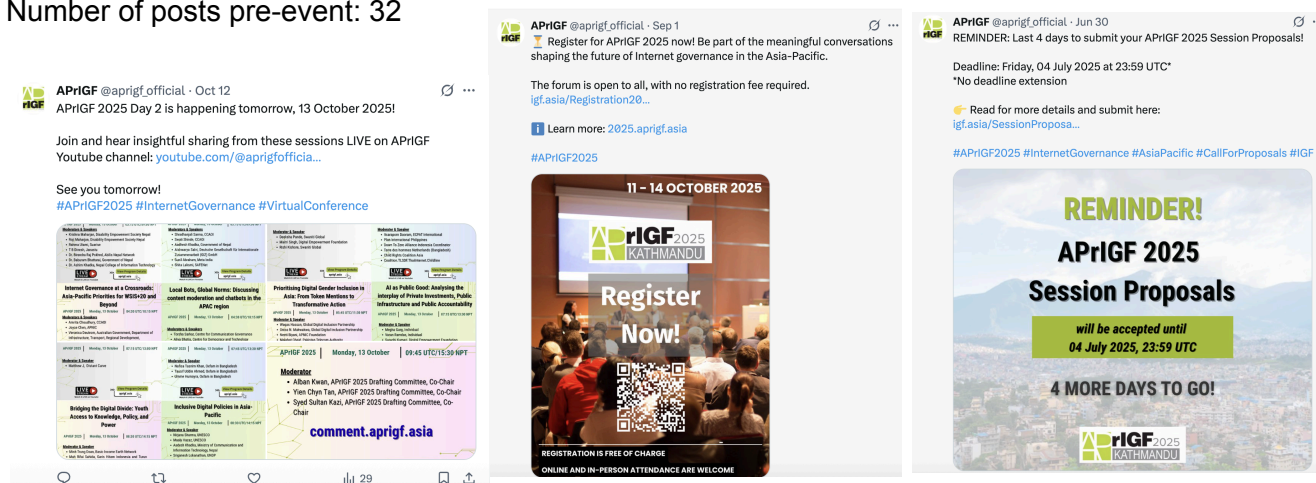 Number of posts pre-event: 32
APrIGF @aprigf_official · Oct 12
APrIGF 2025 Day 2 is happening tomorrow, 13 October 2025!
Join and hear insightful sharing from these sessions LIVE on APrIGF
Youtube channel: youtube.com/@aprigfofficia...
See you tomorrow!
#APrIGF2025 #InternetGovernance #VirtualConference
Internet Governance at a Crossroads:
Asia-Pacific Priorities for WSIS+20 and
Beyond
Local Bots, Global Norms: Discussing
content moderation and chatbots in the
APAC region
Prioritising Digital Gender Inclusion in
Asia: From Token Mentions to
Transformative Action
AI as Public Good: Analysing the
interplay of Private Investments, Public
Infrastructure and Public Accountability
Bridging the Digital Divide: Youth
Access to Knowledge, Policy, and
Power
Inclusive Digital Policies in Asia-
Pacific
APrIGF 2025 | Monday, 13 October | 09:45 UTC/15:30 NPT
Moderator
• Alban Kwan, APrIGF 2025 Drafting Committee, Co-Chair
• Yien Chyn Tan, APrIGF 2025 Drafting Committee, Co-Chair
• Syed Sultan Kazi, APrIGF 2025 Drafting Committee, Co-
Chair
comment.aprigf.asia
29
APrIGF @aprigf_official · Sep 1
⏳ Register for APrIGF 2025 now! Be part of the meaningful conversations
shaping the future of Internet governance in the Asia-Pacific.
The forum is open to all, with no registration fee required.
igf.asia/Registration20...
ℹ️ Learn more: 2025.aprigf.asia
#APrIGF2025
11 – 14 OCTOBER 2025
APrIGF2025
KATHMANDU
Register
Now!
REGISTRATION IS FREE OF CHARGE
ONLINE AND IN-PERSON ATTENDANCE ARE WELCOME
APrIGF @aprigf_official · Jun 30
REMINDER: Last 4 days to submit your APrIGF 2025 Session Proposals!
Deadline: Friday, 04 July 2025 at 23:59 UTC*
*No deadline extension
👉 Read for more details and submit here:
igf.asia/SessionProposa...
#APrIGF2025 #InternetGovernance #AsiaPacific #CallForProposals #IGF
REMINDER!
APrIGF 2025
Session Proposals
will be accepted until
04 July 2025, 23:59 UTC
4 MORE DAYS TO GO!
APrIGF2025
KATHMANDU